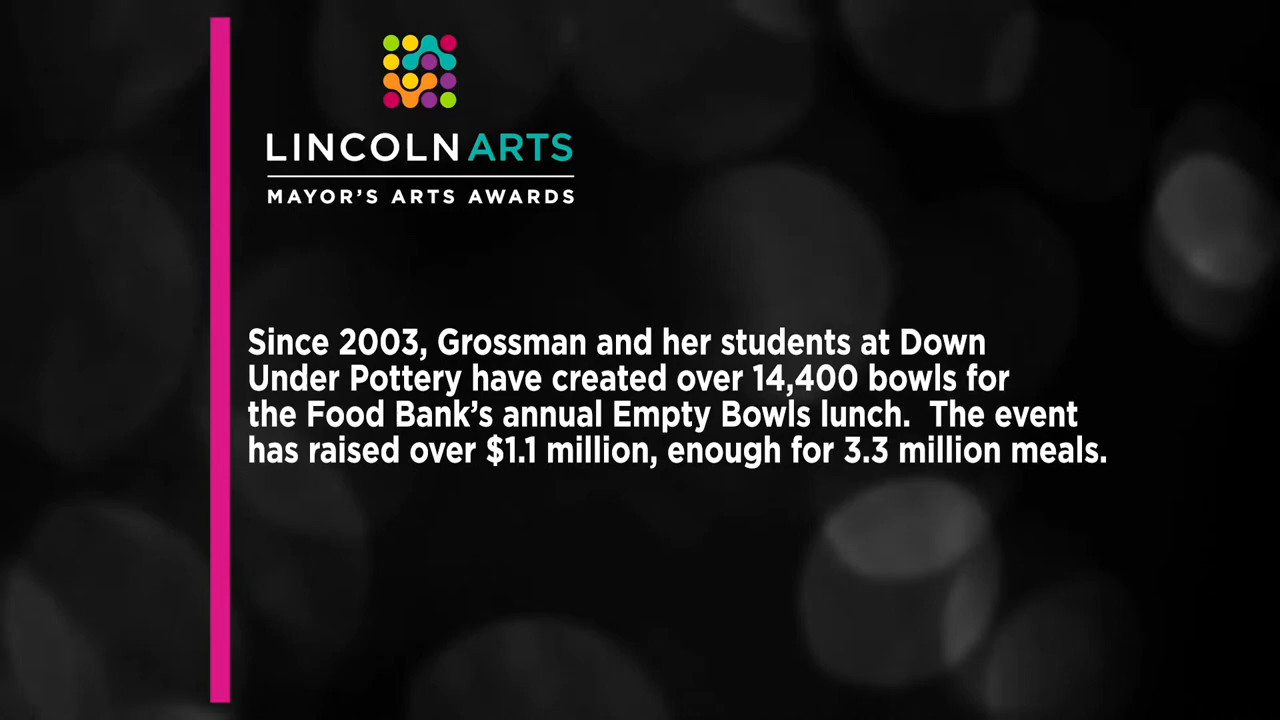 LINCOLN ARTS
MAYOR’S ARTS AWARDS
Since 2003, Grossman and her students at Down
Under Pottery have created over 14,400 bowls for
the Food Bank’s annual Empty Bowls lunch.  The event
has raised over $1.1 million, enough for 3.3 million meals.